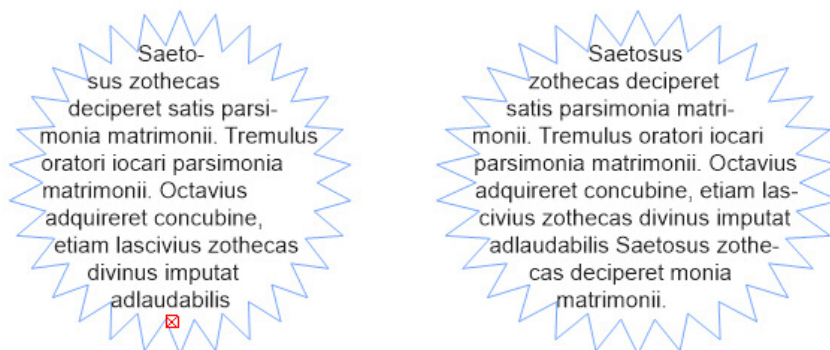 Saeto-
sus zothecas
deciperet satis parsi-
monia matrimonii. Tremulus
oratori iocari parsimonia
matrimonii. Octavius
adquireret concubine,
etiam lascivius zothecas
divinus imputat
adlaudabilis
Saetosus
zothecas deciperet
satis parsimonia matri-
monii. Tremulus oratori iocari
parsimonia matrimonii. Octavius
adquireret concubine, etiam las-
civius zothecas divinus imputat
adlaudabilis Saetosus zothe-
cas deciperet monia
matrimonii.